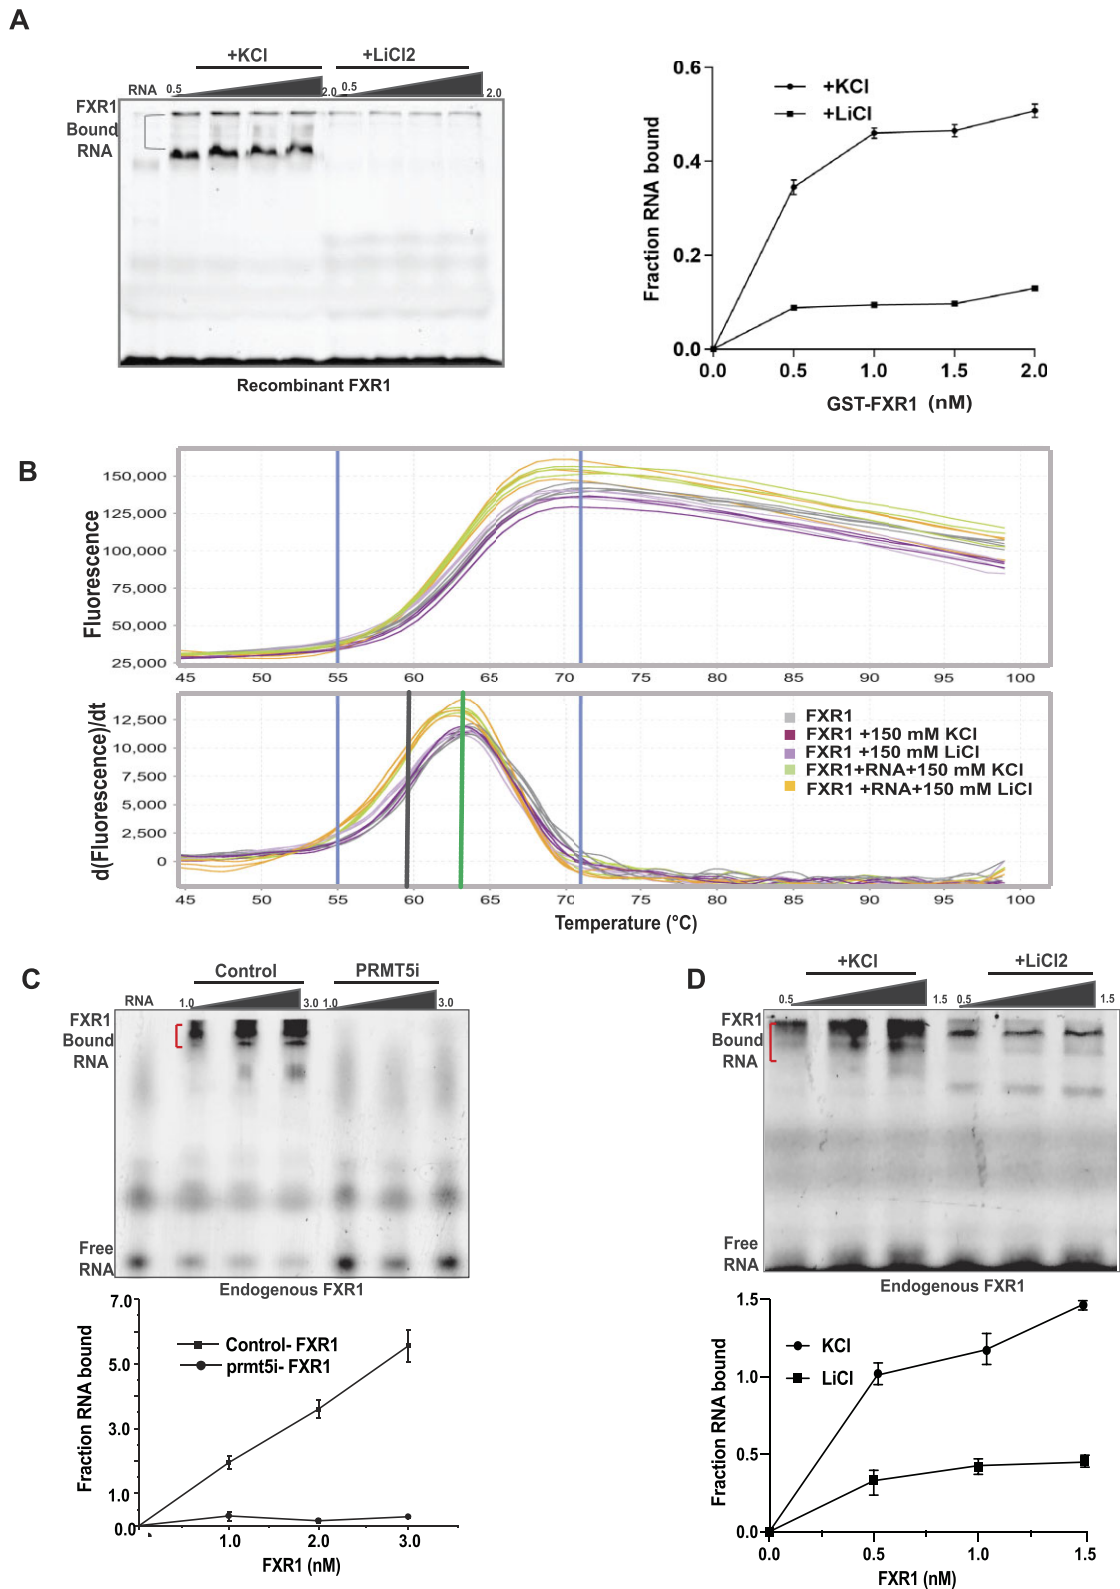 A
+KCl
+LiCl2
RNA
0.5
2.0
0.5
2.0
FXR1
Bound
RNA
Recombinant FXR1
0.6
0.4
0.2
0.0
Fraction RNA bound
+KCl
+LiCl
0.0
0.5
1.0
1.5
2.0
GST-FXR1 (nM)
B
Fluorescence
150,000
125,000
100,000
75,000
50,000
25,000
45
50
55
60
65
70
75
80
85
90
95
100
d(Fluorescence)/dt
12,500
10,000
7,500
5,000
2,500
0
FXR1
FXR1 +150 mM KCl
FXR1 +150 mM LiCl
FXR1+RNA+150 mM KCl
FXR1 +RNA+150 mM LiCl
45
50
55
60
65
70
75
80
85
90
95
100
Temperature (°C)
C
Control
PRMT5i
RNA
1.0
3.0
1.0
3.0
FXR1
Bound
RNA
Free
RNA
Endogenous FXR1
7.0
5.0
3.0
1.0
0.0
Fraction RNA bound
Control- FXR1
prmt5i- FXR1
1.0
2.0
3.0
FXR1 (nM)
D
+KCl
+LiCl2
0.5
1.5
0.5
1.5
FXR1
Bound
RNA
Free
RNA
Endogenous FXR1
1.5
1.0
0.5
0.0
Fraction RNA bound
KCl
LiCl
0.0
0.5
1.0
1.5
FXR1 (nM)